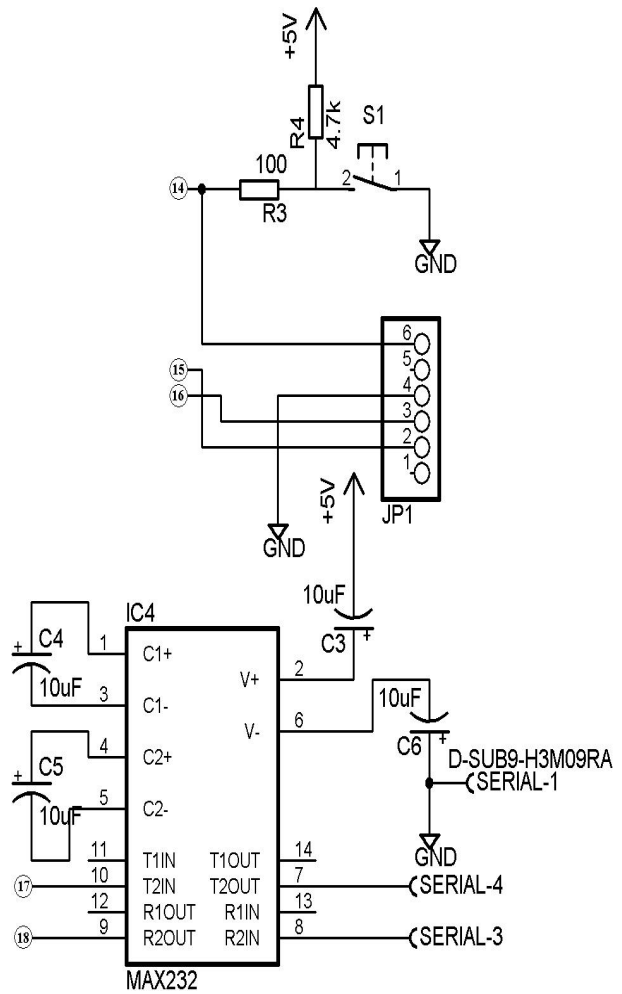 +5V
R4
4.7k
S1
100
14
2
1
R3
GND
6
15
5
16
4
3
2
1
+5V
JP1
GND
10uF
IC4
C3
C4
1
C1+
2
V+
10uF
3
C1-
10uF
6
V-
4
C2+
C6
D-SUB9-H3M09RA
C5
SERIAL-1
5
C2-
10uF
GND
11
T1IN
T1OUT
14
17
10
T2IN
T2OUT
7
SERIAL-4
12
R1OUT
R1IN
13
18
9
R2OUT
R2IN
8
SERIAL-3
MAX232